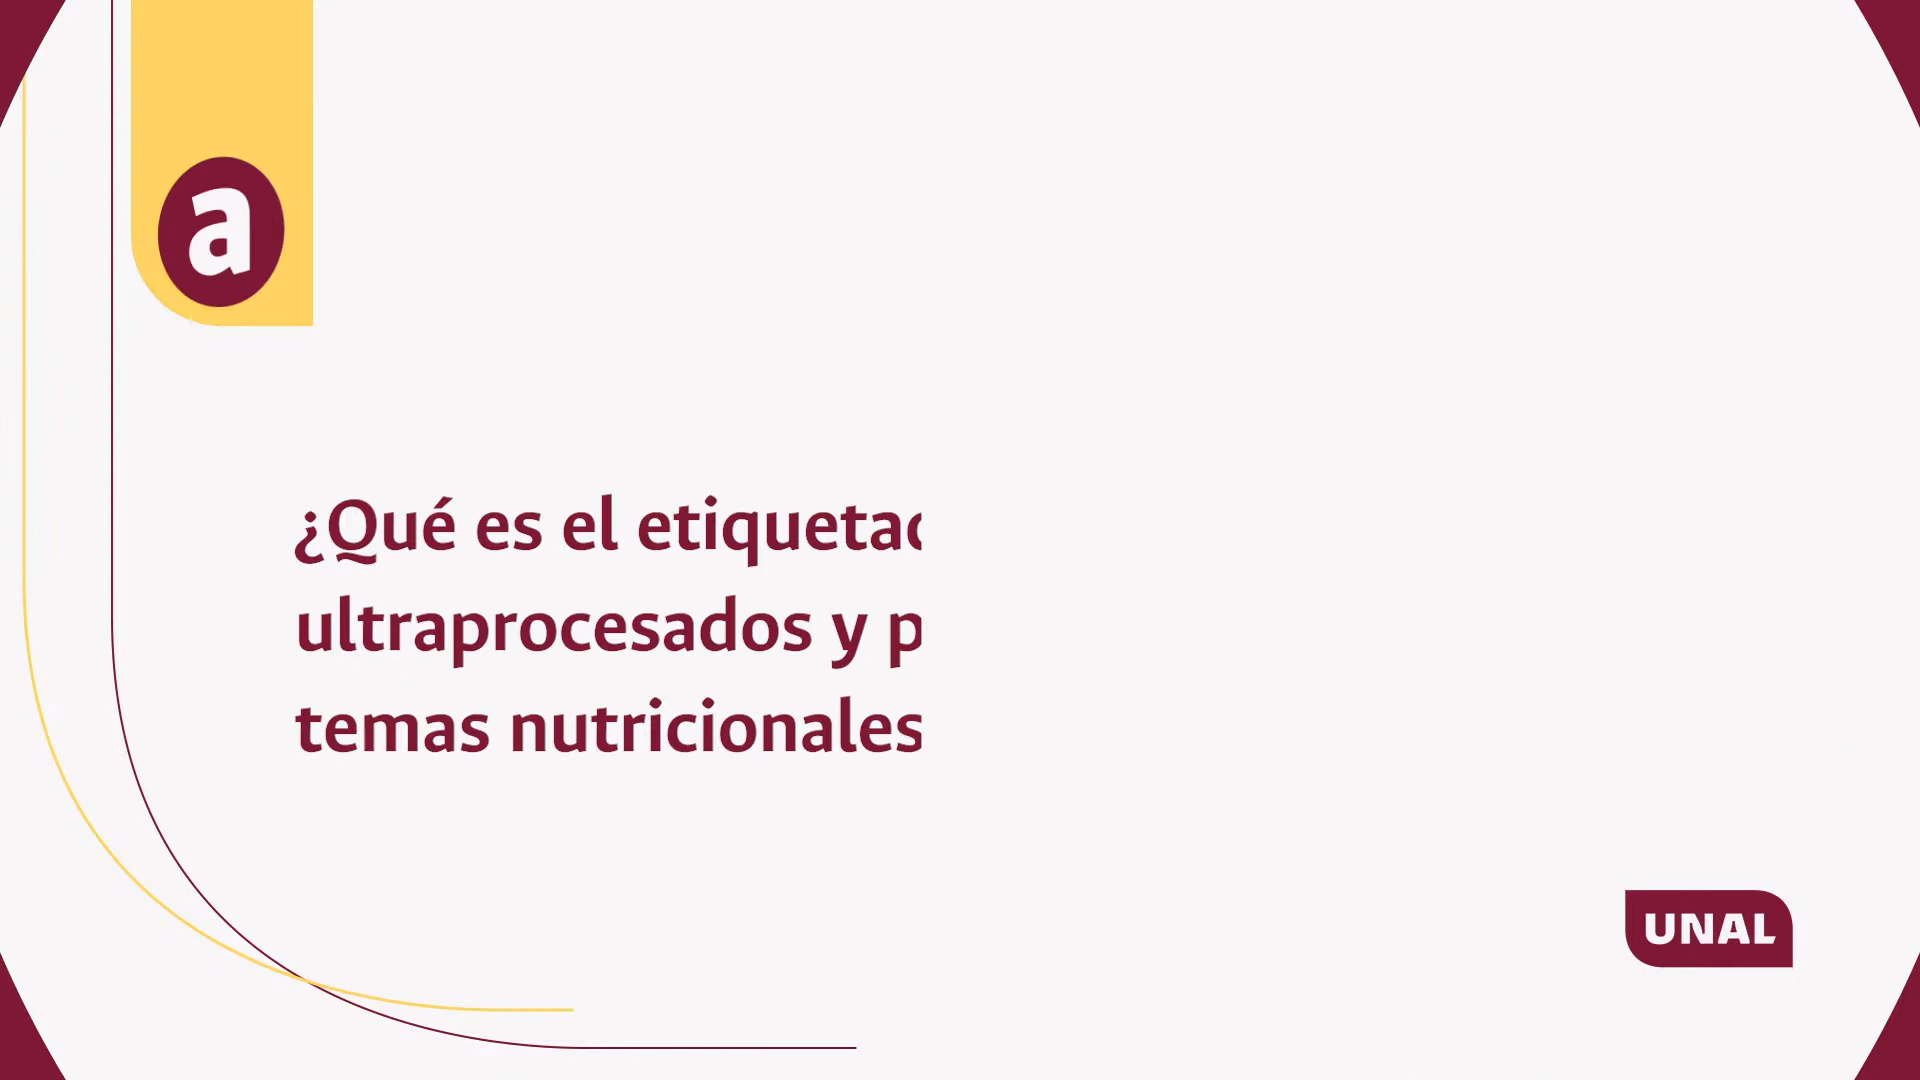 a
¿Qué es el etiqueta
ultraprocesados y p
temas nutricionales
UNAL